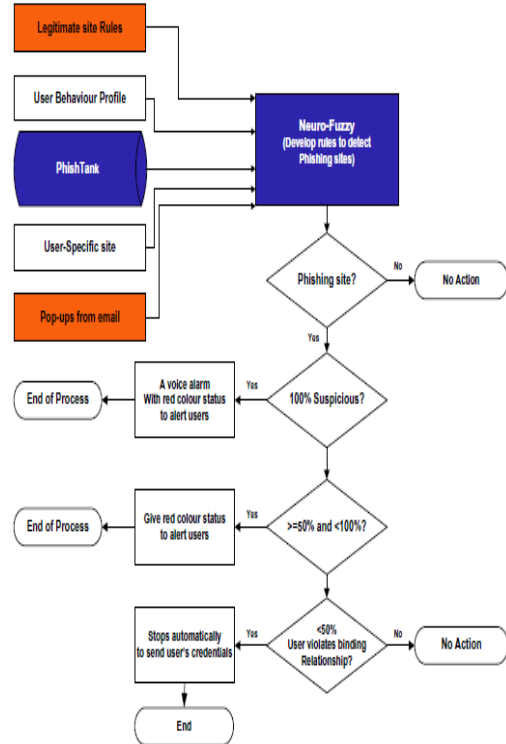 Legitimate site Rules
User Behaviour Profile
PhishTank
User-Specific site
Pop-ups from email
Neuro-Fuzzy
(Develop rules to detect
Phishing sites)
Phishing site?
No
No Action
Yes
100% Suspicious?
Yes
A voice alarm
With red colour status
to alert users
End of Process
>=50% and <100%?
Yes
Give red colour status
to alert users
End of Process
<50%
User violates binding
Relationship?
No
No Action
Yes
Stops automatically
to send user's credentials
End